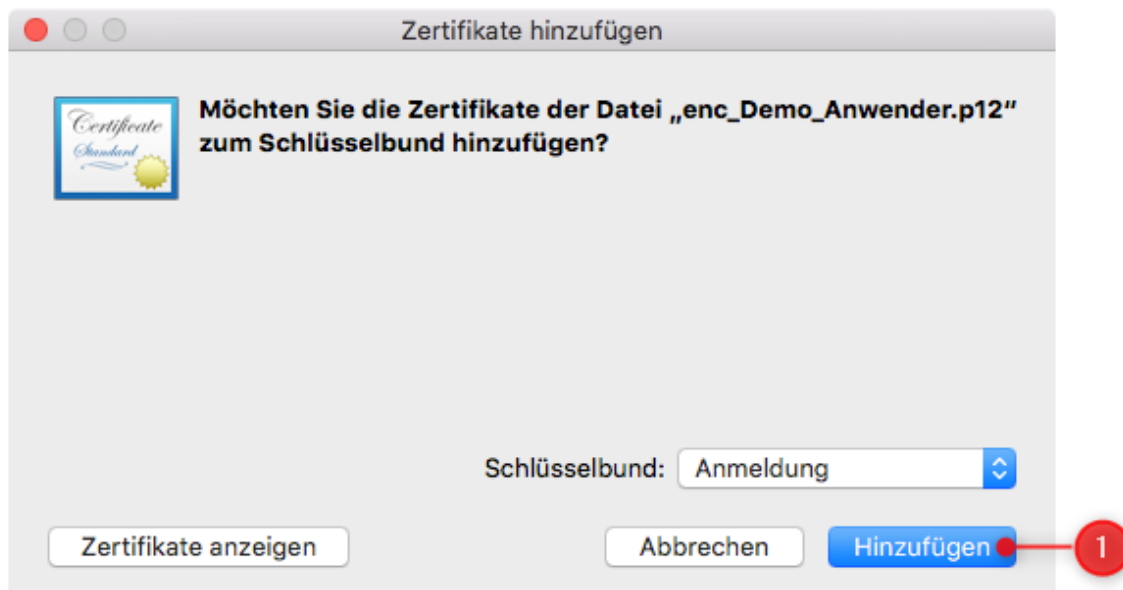 Zertifikate hinzufügen
Certificate
Standard
Möchten Sie die Zertifikate der Datei „enc_Demo_Anwender.p12“
zum Schlüsselbund hinzufügen?
Schlüsselbund: Anmeldung
Zertifikate anzeigen Abbrechen Hinzufügen 1